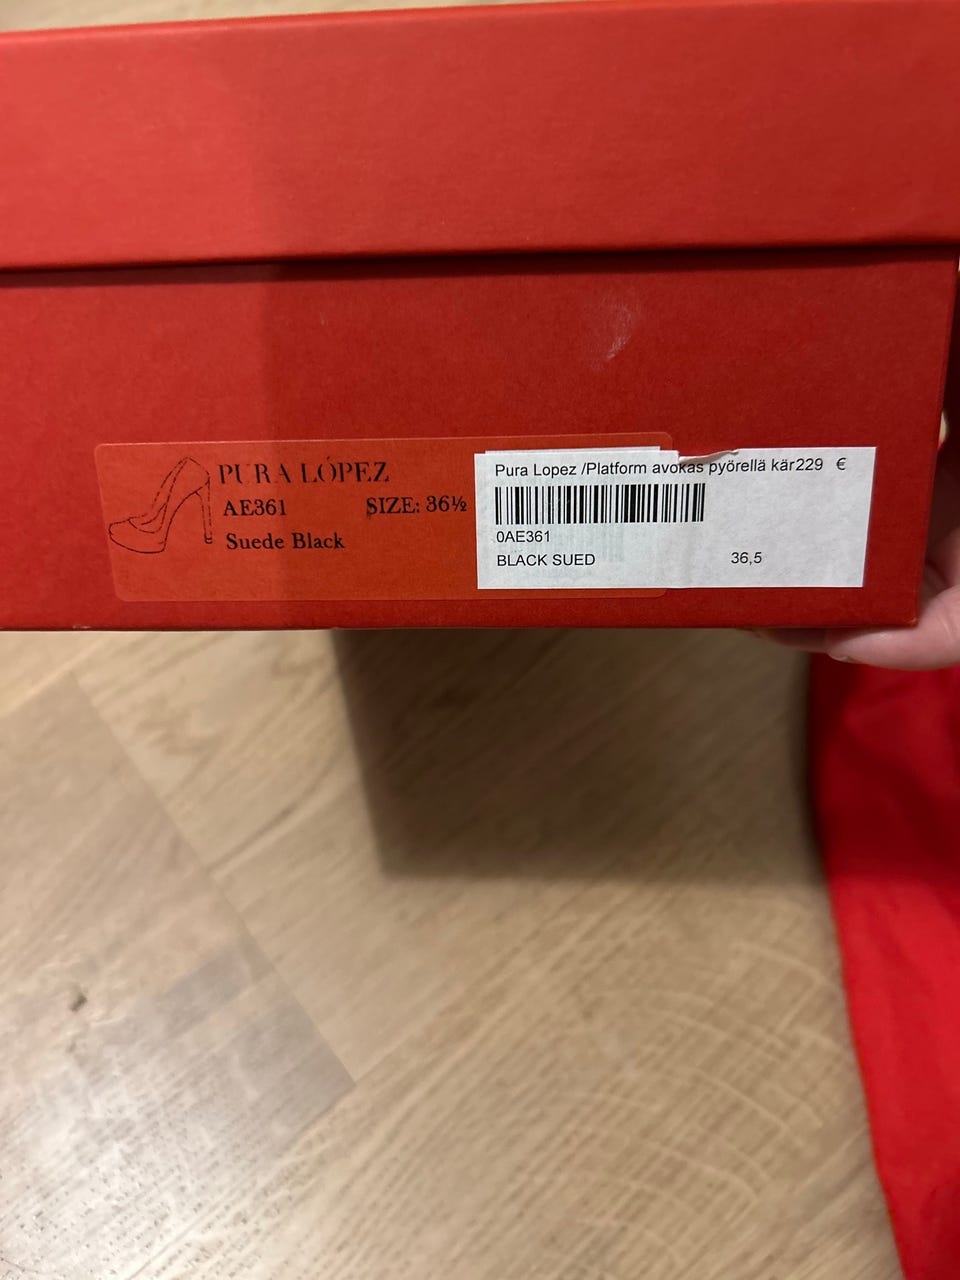 PURA LÓPEZ
AE361 SIZE: 36½
Suede Black
Pura Lopez /Platform avokas pyörellä kär229 €
0AE361
BLACK SUED 36,5